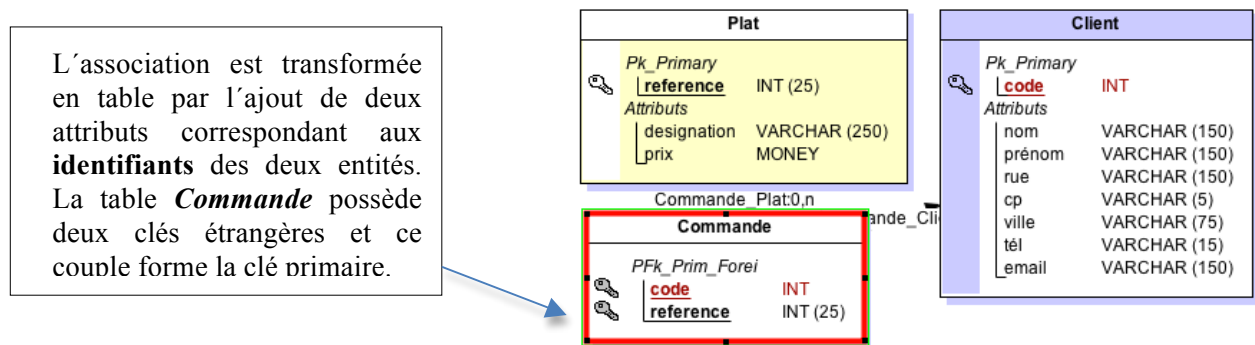 L´association est transformée
en table par l´ajout de deux
attributs correspondant aux
identifiants des deux entités.
La table Commande possède
deux clés étrangères et ce
couple forme la clé primaire.
Plat
Pk_Primary
reference INT (25)
Attributs
designation VARCHAR (250)
prix MONEY
Client
Pk_Primary
code INT
Attributs
nom VARCHAR (150)
prénom VARCHAR (150)
rue VARCHAR (150)
cp VARCHAR (5)
ville VARCHAR (75)
tél VARCHAR (15)
email VARCHAR (150)
Commande_Plat:0,n
ande_Cli
Commande
PFk_Prim_Forei
code INT
reference INT (25)